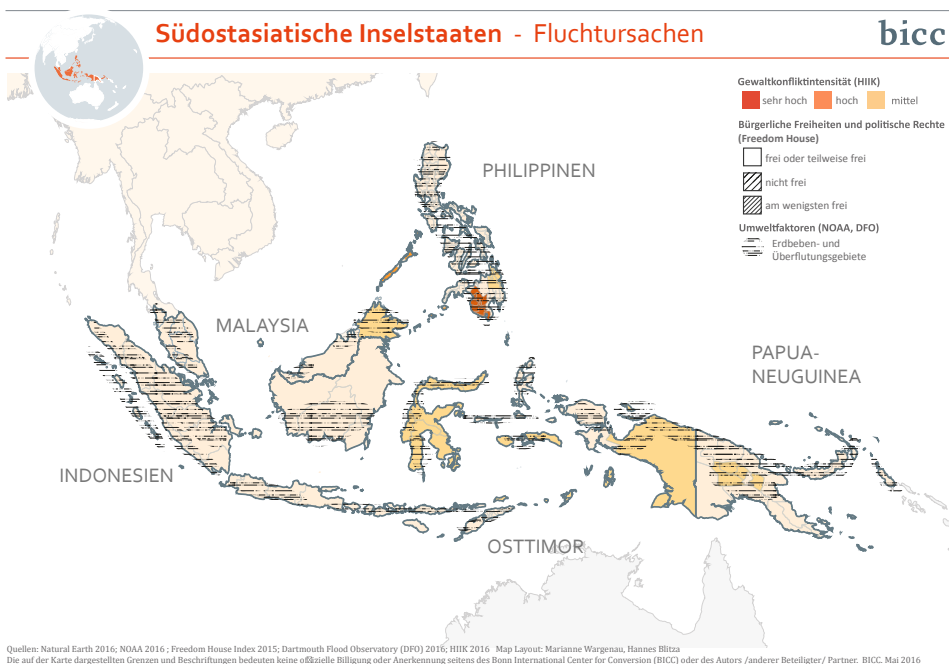 Südostasiatische Inselstaaten - Fluchtursachen
bicc
Gewaltkonfliktintensität (HIIK)
sehr hoch hoch mittel
Bürgerliche Freiheiten und politische Rechte
(Freedom House)
frei oder teilweise frei
nicht frei
am wenigsten frei
Umweltfaktoren (NOAA, DFO)
Erdbeben- und
Überflutungsgebiete
PHILIPPINEN
MALAYSIA
PAPUA-
NEUGUINEA
INDONESIEN
OSTTIMOR
Quellen: Natural Earth 2016; NOAA 2016 ; Freedom House Index 2015; Dartmouth Flood Observatory (DFO) 2016; HIIK 2016 Map Layout: Marianne Wargenau, Hannes Blitza
Die auf der Karte dargestellten Grenzen und Beschriftungen bedeuten keine Billigung oder Anerkennung seitens des Bonn International Center for Conversion (BICC) oder des Autors /anderer Beteiligter/ Partner. BICC. Mai 2016